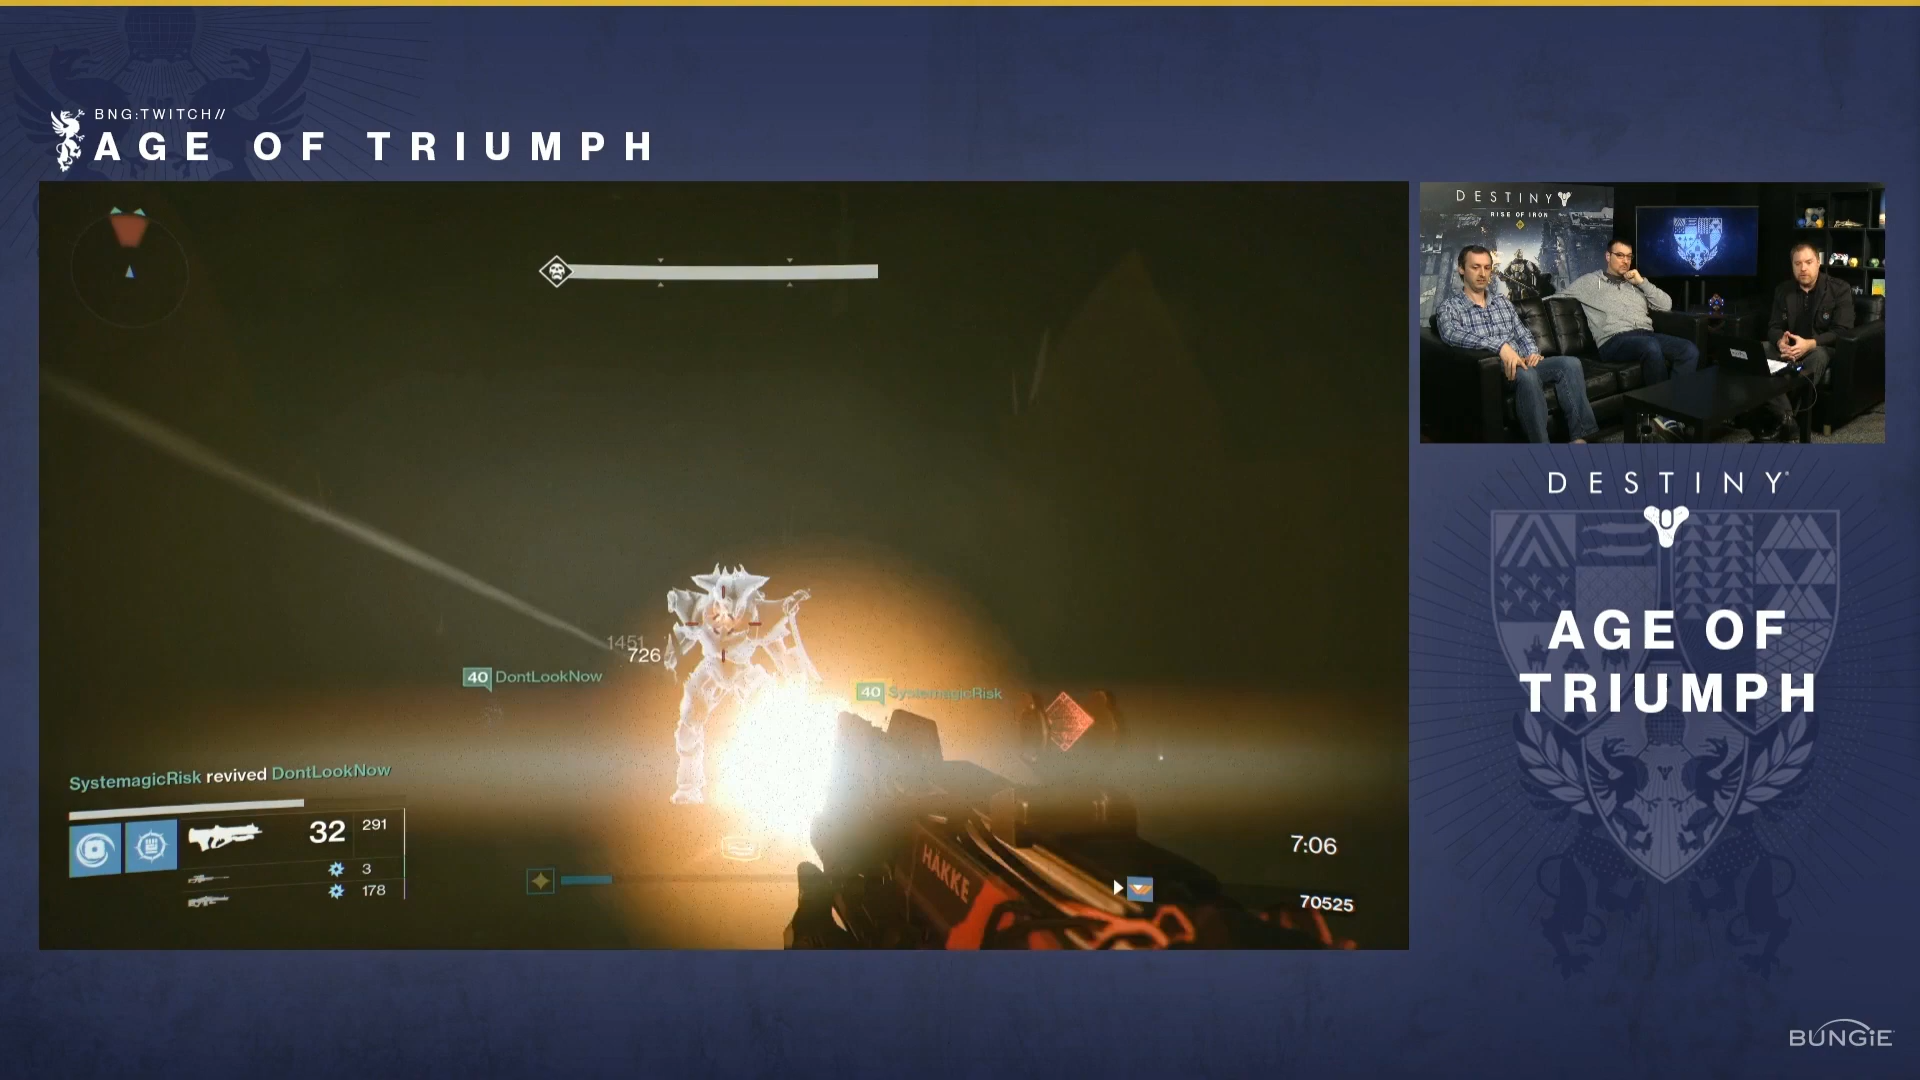 BNG:TWITCH//
AGE OF TRIUMPH
DESTINY
RISE OF IRON
1451
726
40 DontLookNow
40 SystemagicRisk
SystemagicRisk revived DontLookNow
32
291
3
178
HAKKE
7:06
70525
DESTINY
AGE OF
TRIUMPH
BUNGiE